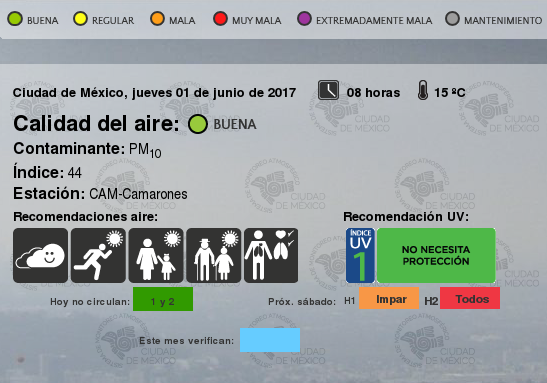 BUENA REGULAR MALA MUY MALA EXTREMADAMENTE MALA MANTENIMIENTO
Ciudad de México, jueves 01 de junio de 2017 08 horas 15 ºC
Calidad del aire: BUENA
Contaminante: PM10
Índice: 44
Estación: CAM-Camarones
Recomendaciones aire: Recomendación UV:
ÍNDICE
UV
1
NO NECESITA
PROTECCIÓN
Hoy no circulan: 1 y 2 Próx. sábado: H1 Impar H2 Todos
Este mes verifican:
CIUDAD
DE MÉXICO